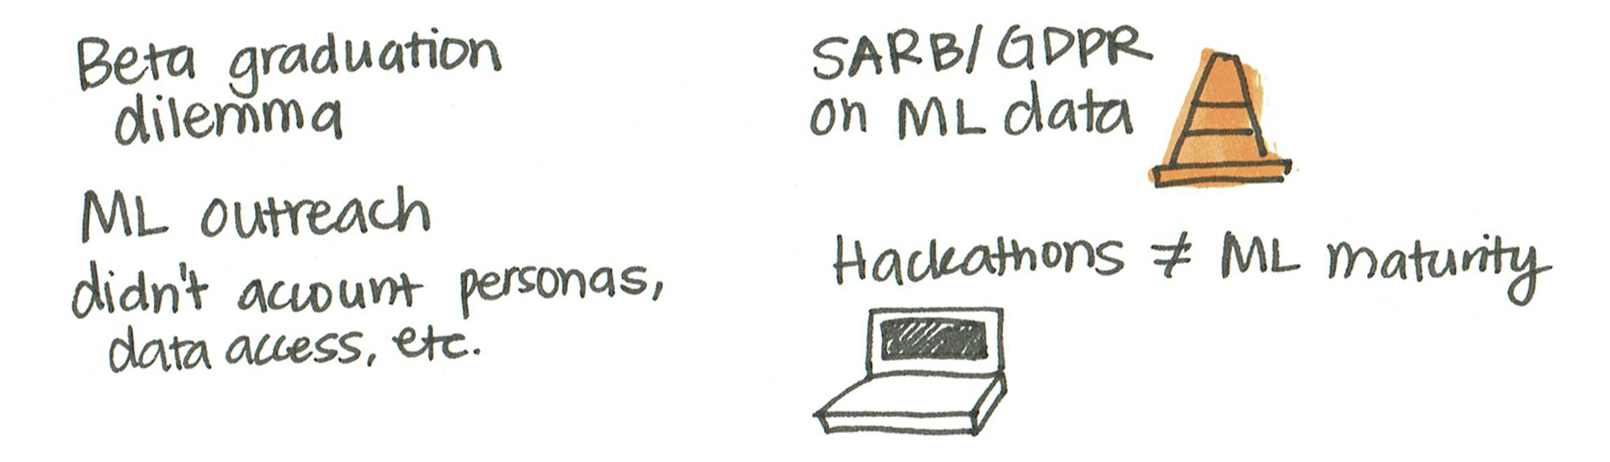 Beta graduation
dilemma
ML outreach
didn't account personas,
data access, etc.
SARB/GDPR
on ML data
Hackathons ≠ ML maturity